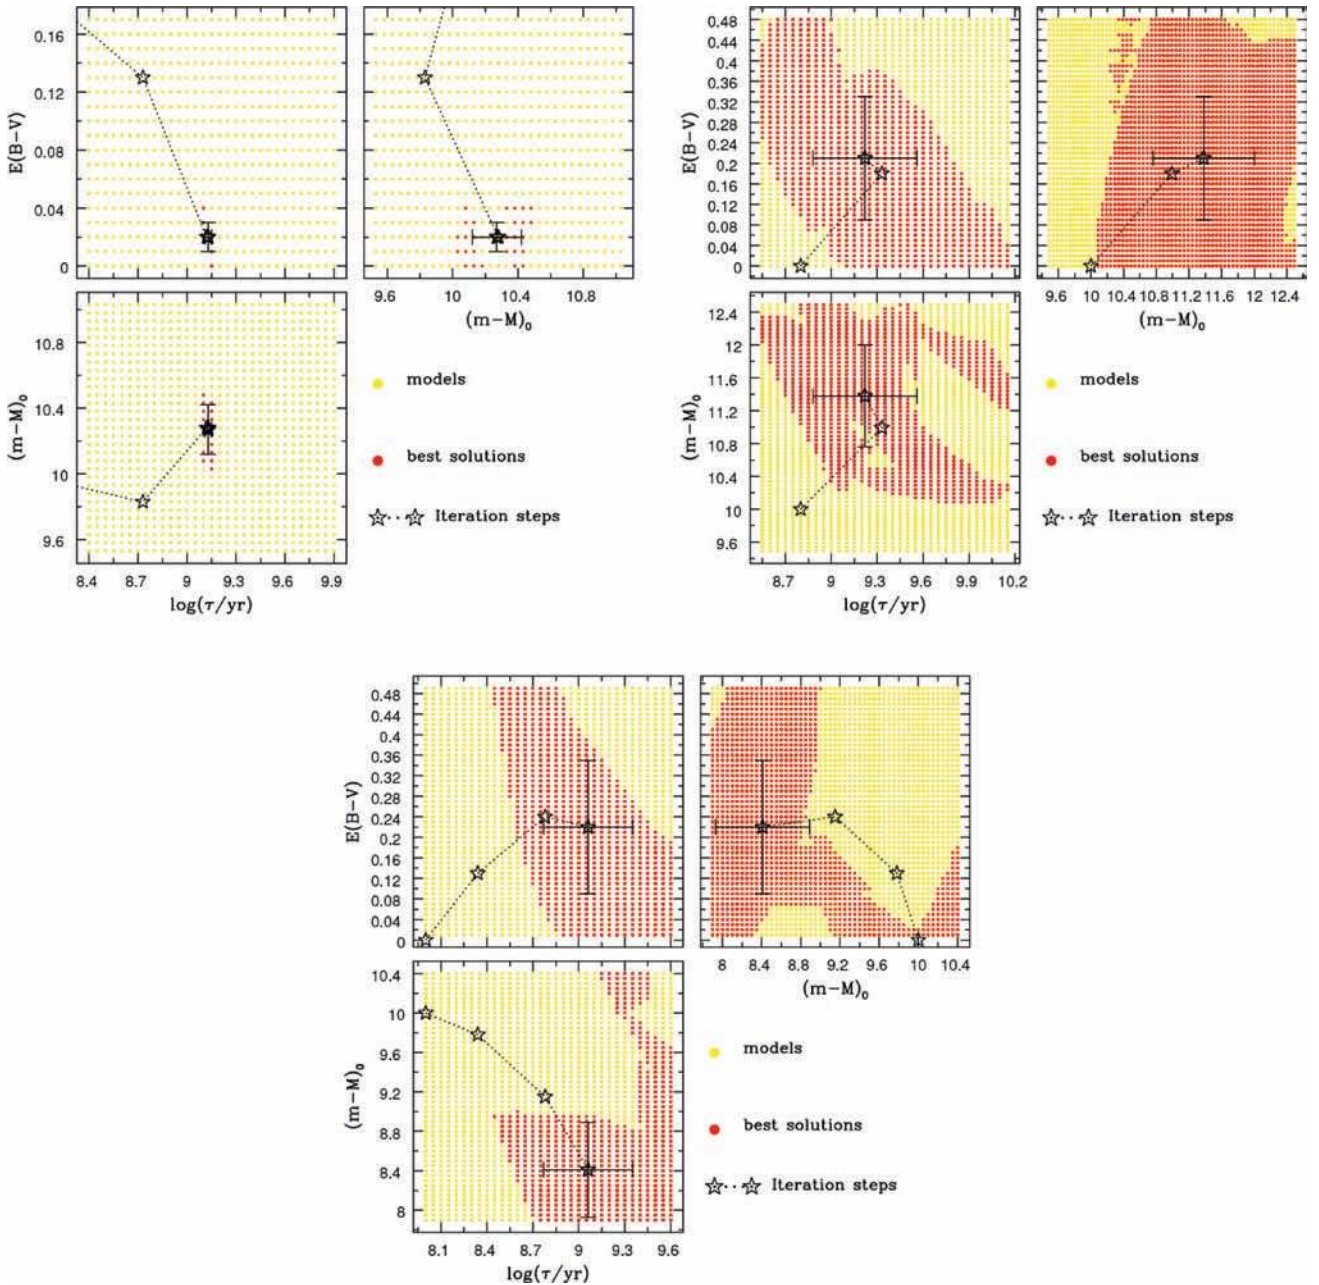 0.16
0.12
0.08
0.04
0
E(B−V)
9.6 10 10.4 10.8
(m−M)₀
10.8
10.4
10
9.6
(m−M)₀
8.4 8.7 9 9.3 9.6 9.9
log(τ/yr)
models
best solutions
Iteration steps
0.48
0.44
0.4
0.36
0.32
0.28
0.24
0.2
0.16
0.12
0.08
0.04
0
E(B−V)
9.6 10 10.4 10.8 11.2 11.6 12 12.4
(m−M)₀
12.4
12
11.6
11.2
10.8
10.4
10
9.6
(m−M)₀
8.7 9 9.3 9.6 9.9 10.2
log(τ/yr)
models
best solutions
Iteration steps
0.48
0.44
0.4
0.36
0.32
0.28
0.24
0.2
0.16
0.12
0.08
0.04
0
E(B−V)
8 8.4 8.8 9.2 9.6 10 10.4
(m−M)₀
10.4
10
9.6
9.2
8.8
8.4
8
(m−M)₀
8.1 8.4 8.7 9 9.3 9.6
log(τ/yr)
models
best solutions
Iteration steps